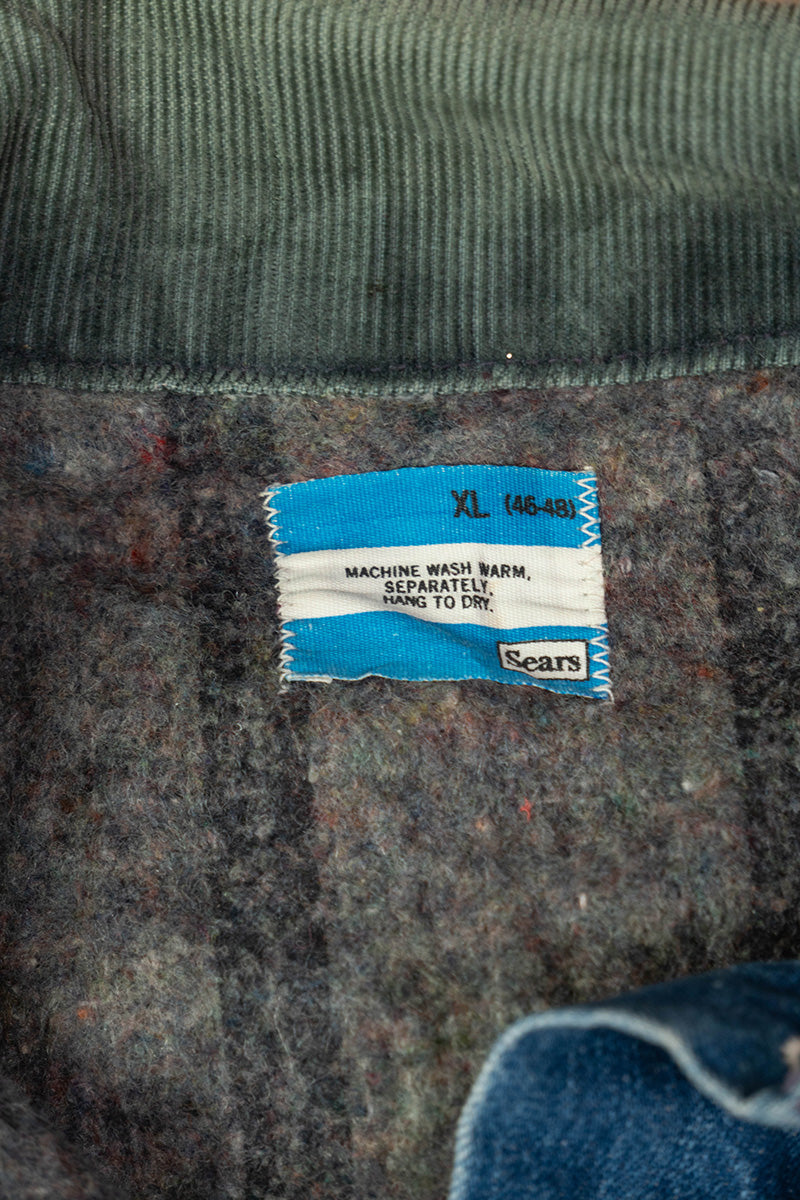 XL (46-48)
MACHINE WASH WARM,
SEPARATELY,
HANG TO DRY.
Sears